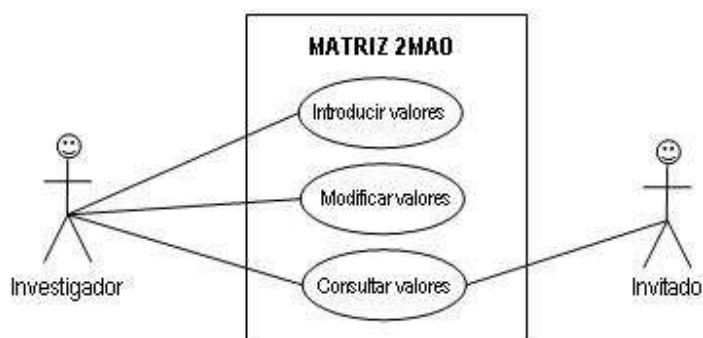 MATRIZ 2MAO
Introducir valores
Modificar valores
Consultar valores
Investigador
Invitado